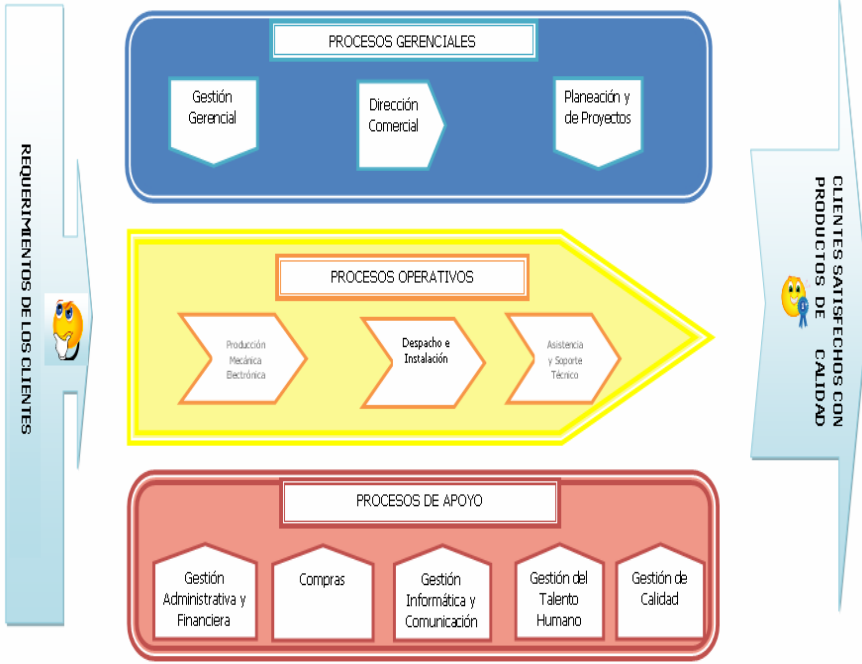 REQUERIMIENTOS DE LOS CLIENTES
PROCESOS GERENCIALES
Gestión
Gerencial
Dirección
Comercial
Planeación y
de Proyectos
PROCESOS OPERATIVOS
Producción
Mecánica
Electrónica
Despacho e
Instalación
Asistencia
y Soporte
Técnico
PROCESOS DE APOYO
Gestión
Administrativa y
Financiera
Compras
Gestión
Informática y
Comunicación
Gestión del
Talento
Humano
Gestión de
Calidad
CLIENTES SATISFECHOS CON
PRODUCTOS DE CALIDAD